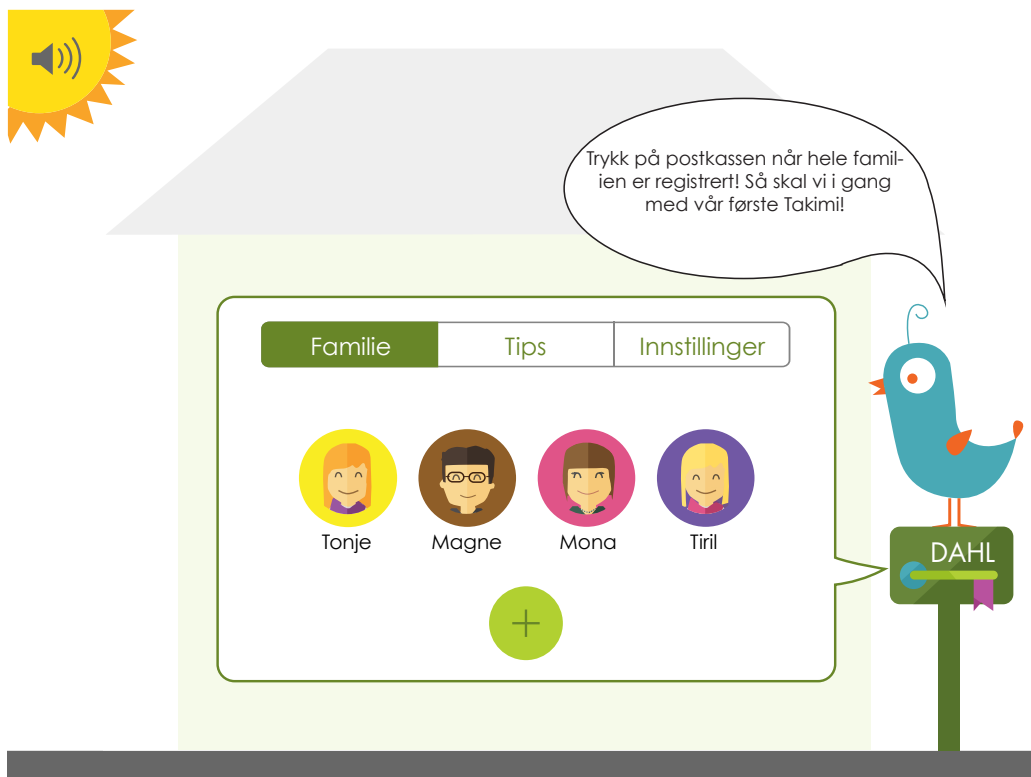 Trykk på postkassen når hele famil-
ien er registrert! Så skal vi i gang
med vår første Takimi!
Familie
Tips
Innstillinger
Tonje
Magne
Mona
Tiril
DAHL